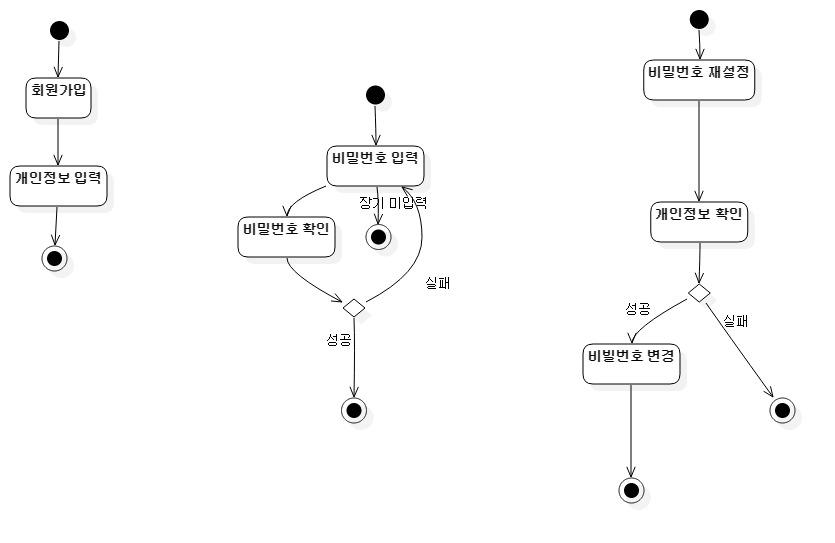 회원가입
개인정보 입력
비밀번호 입력
장기 미입력
비밀번호 확인
실패
성공
비밀번호 재설정
개인정보 확인
성공
실패
비빌번호 변경